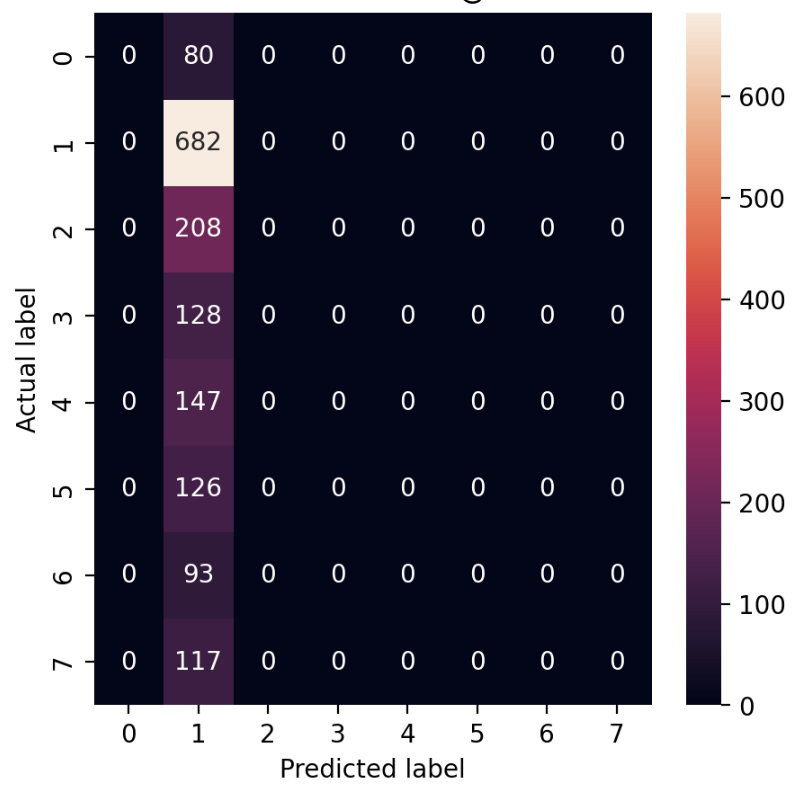 0 0 80 0 0 0 0 0 0
1 0 682 0 0 0 0 0 0
2 0 208 0 0 0 0 0 0
3 0 128 0 0 0 0 0 0
4 0 147 0 0 0 0 0 0
5 0 126 0 0 0 0 0 0
6 0 93 0 0 0 0 0 0
7 0 117 0 0 0 0 0 0
0 1 2 3 4 5 6 7
Predicted label
Actual label
600
500
400
300
200
100
0